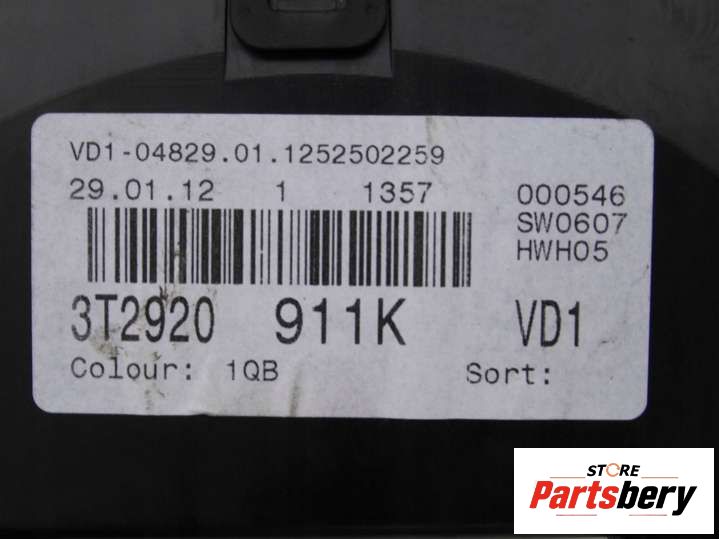 VD1-04829.01.1252502259
29.01.12 1 1357 000546
SW0607
HWH05
3T2920 911K VD1
Colour: 1QB Sort:
STORE
Partsbery